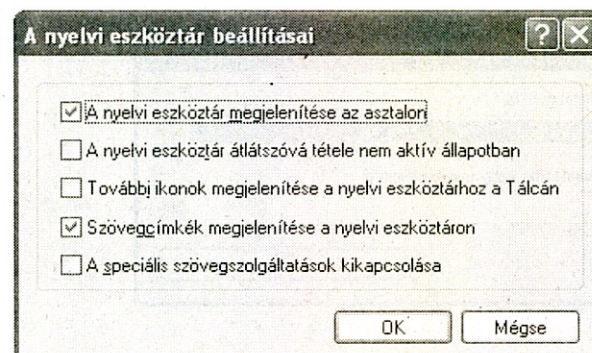 A nyelvi eszköztár beállításai
A nyelvi eszköztár megjelenítése az asztalon
A nyelvi eszköztár átlátszóvá tétele nem aktív állapotban
További ikonok megjelenítése a nyelvi eszköztárhoz a Tálcán
Szövegcímkék megjelenítése a nyelvi eszköztáron
A speciális szövegszolgáltatások kikapcsolása
OK Mégse